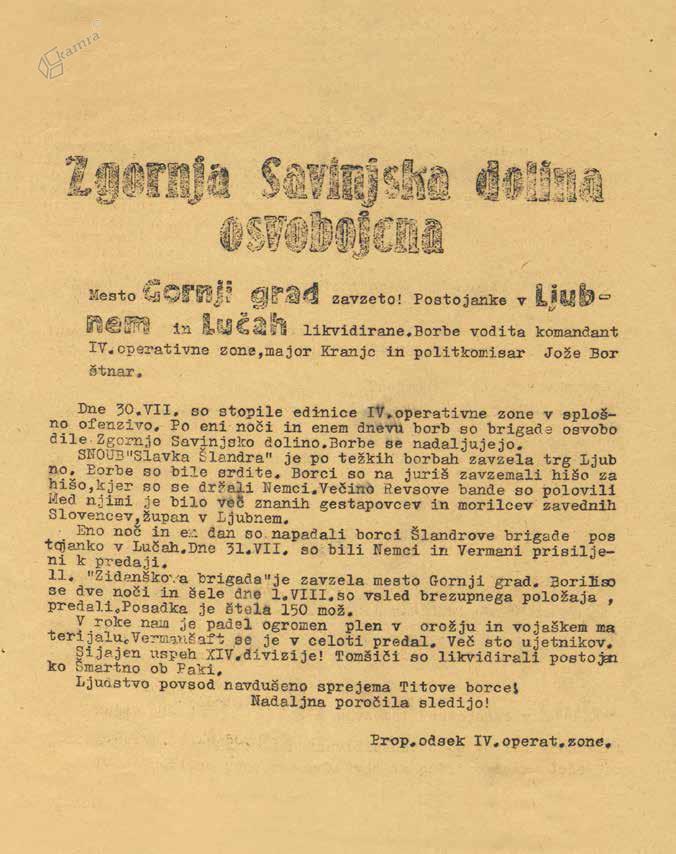 kamra
Zgornja Savinjska dolina
osvobojena
Mesto Gornji grad zavzeto! Postojanke v Ljub-
nem in Lučah likvidirane.Borbe vodita komandant
IV.operativne zone,major Kranjc in politkomisar Jože Bor
štnar.
Dne 30.VII. so stopile edinice IV.operativne zone v sploš-
no ofenzivo. Po eni noči in enem dnevu borb so brigade osvobo
dile Zgornjo Savinjsko dolino.Borbe se nadaljujejo.
SNOUB"Slavka Šlandra" je po težkih borbah zavzela trg Ljub
no. Borbe so bile srdite. Borci so na juriš zavzemali hišo za
hišo,kjer so se držali Nemci.Večino Revsove bande so polovili
Med njimi je bilo več znanih gestapovcev in morilcev zavednih
Slovencev,župan v Ljubnem.
Eno noč in en dan so napadali borci Šlandrove brigade pos
tojanko v Lučah.Dne 31.VII. so bili Nemci in Vermani prisilje-
ni k predaji.
11. "Zidanškova brigada"je zavzela mesto Gornji grad. Boriliso
se dve noči in šele dne 1.VIII.so vsled brezupnega položaja ,
predali.Posadka je štela 150 mož.
V roke nam je padel ogromen plen v orožju in vojaškem ma
terijalu.Vermanšaft se je v celoti predal. Več sto ujetnikov.
Sijajen uspeh XIV.divizije! Tomšiči so likvidirali postojan
ko Šmartno ob Paki.
Ljudstvo povsod navdušeno sprejema Titove borce!
Nadaljna poročila sledijo!
Prop.odsek IV.operat.zone.